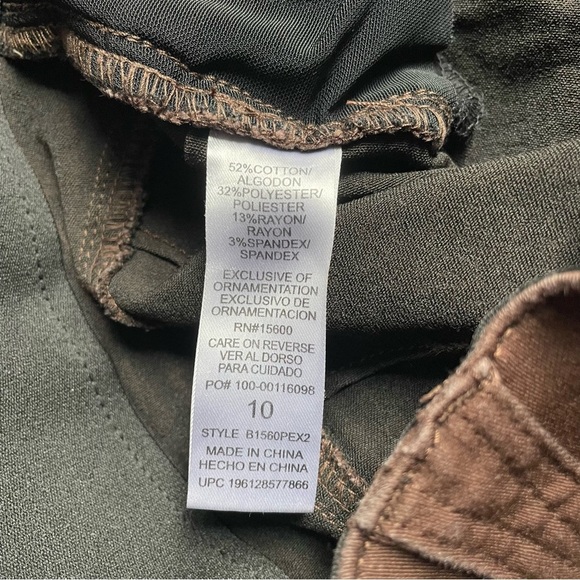 52%COTTON/
ALGODON
32%POLYESTER/
POLIESTER
13%RAYON/
RAYON
3%SPANDEX/
SPANDEX
EXCLUSIVE OF
ORNAMENTATION
EXCLUSIVO DE
ORNAMENTACION
RN#15600
CARE ON REVERSE
VER AL DORSO
PARA CUIDADO
PO# 100-00116098
10
STYLE B1560PEX2
MADE IN CHINA
HECHO EN CHINA
UPC 196128577866